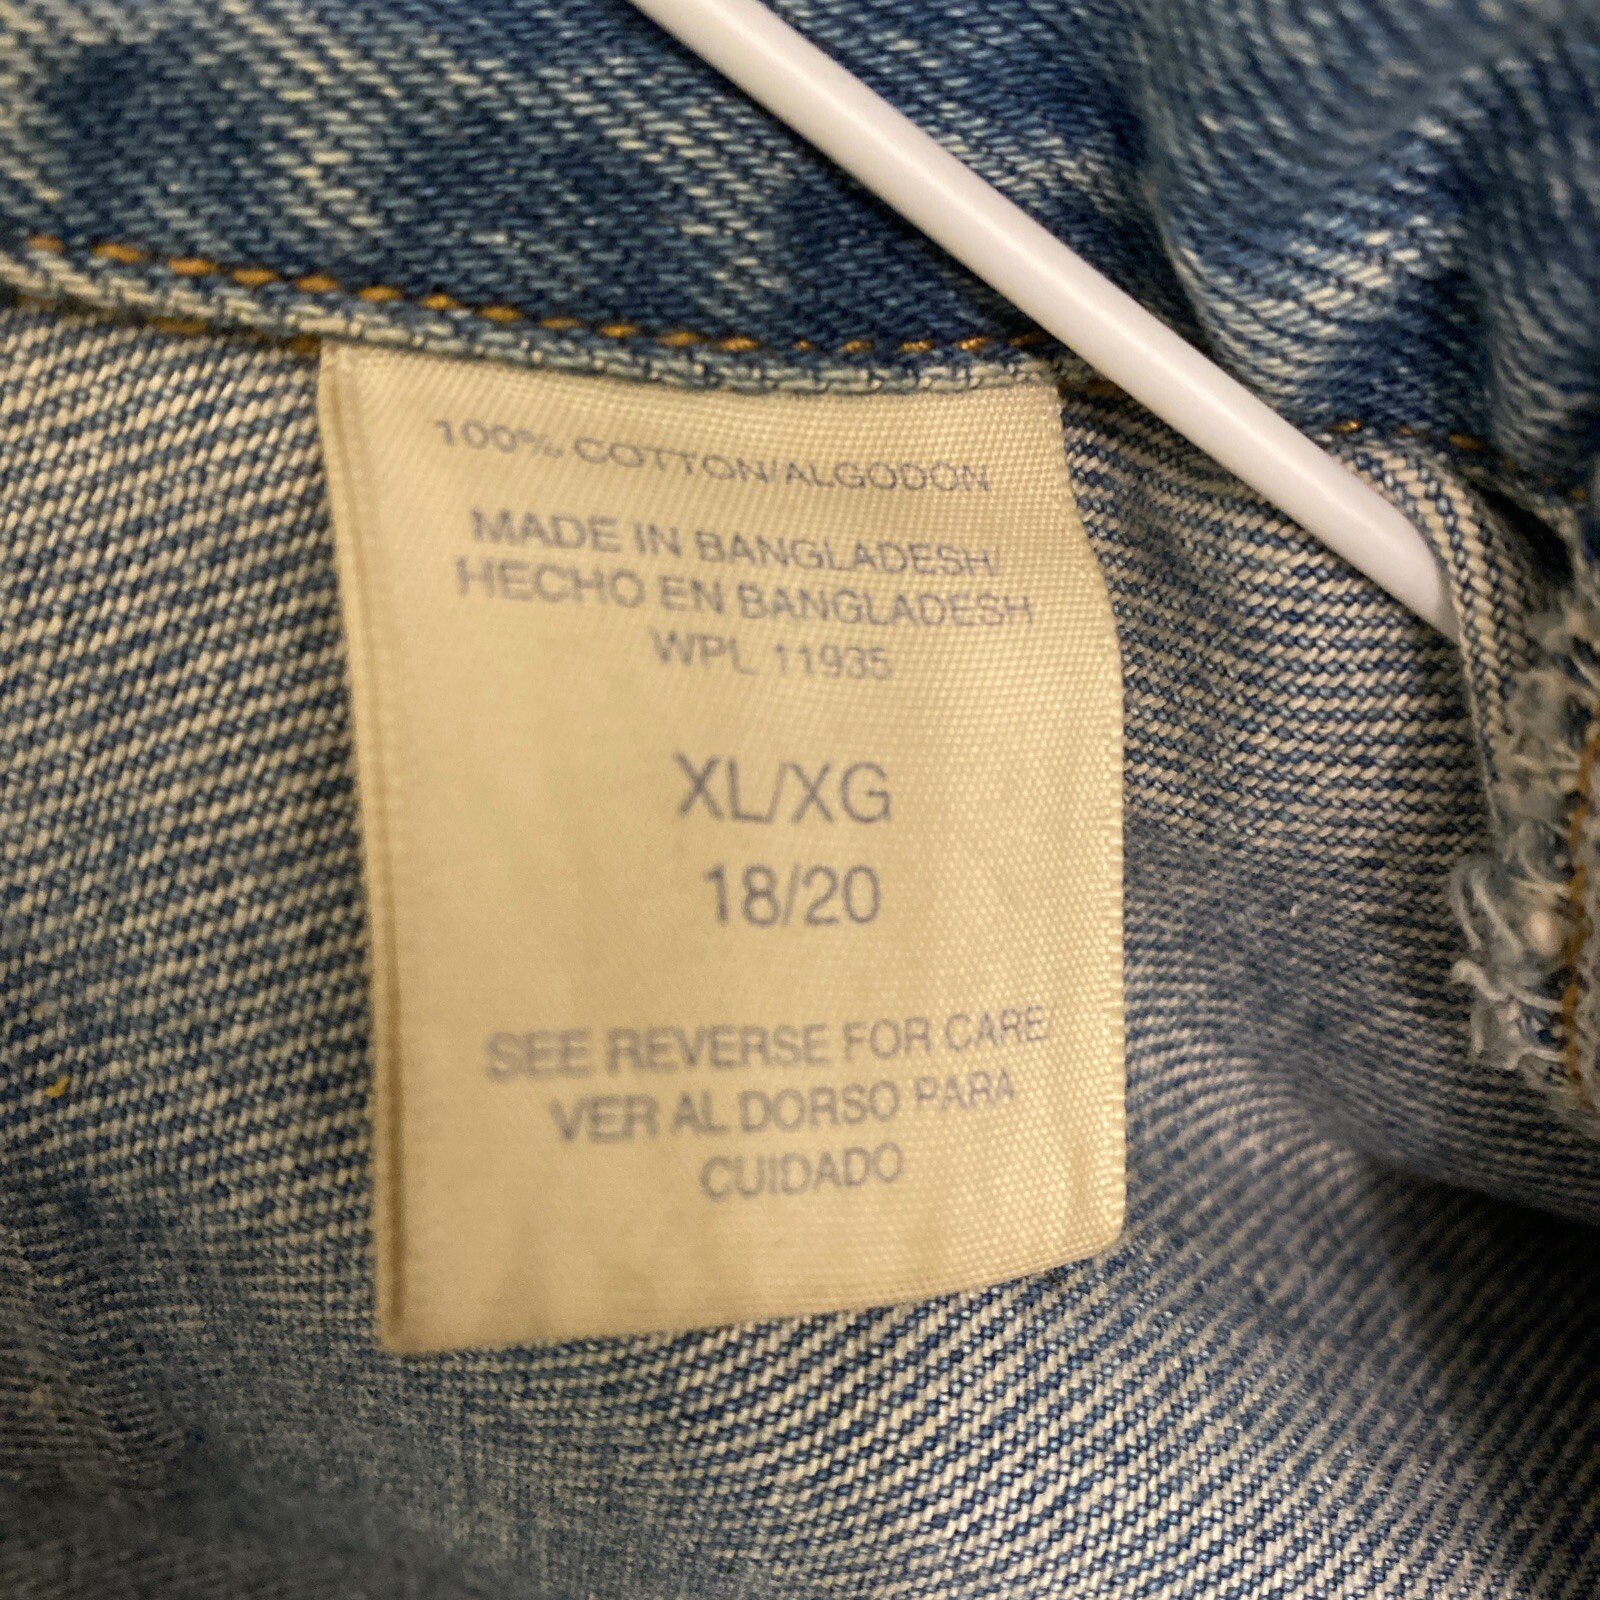 100% COTTON/ALGODON
MADE IN BANGLADESH/
HECHO EN BANGLADESH
WPL 11935
XL/XG
18/20
SEE REVERSE FOR CARE/
VER AL DORSO PARA
CUIDADO